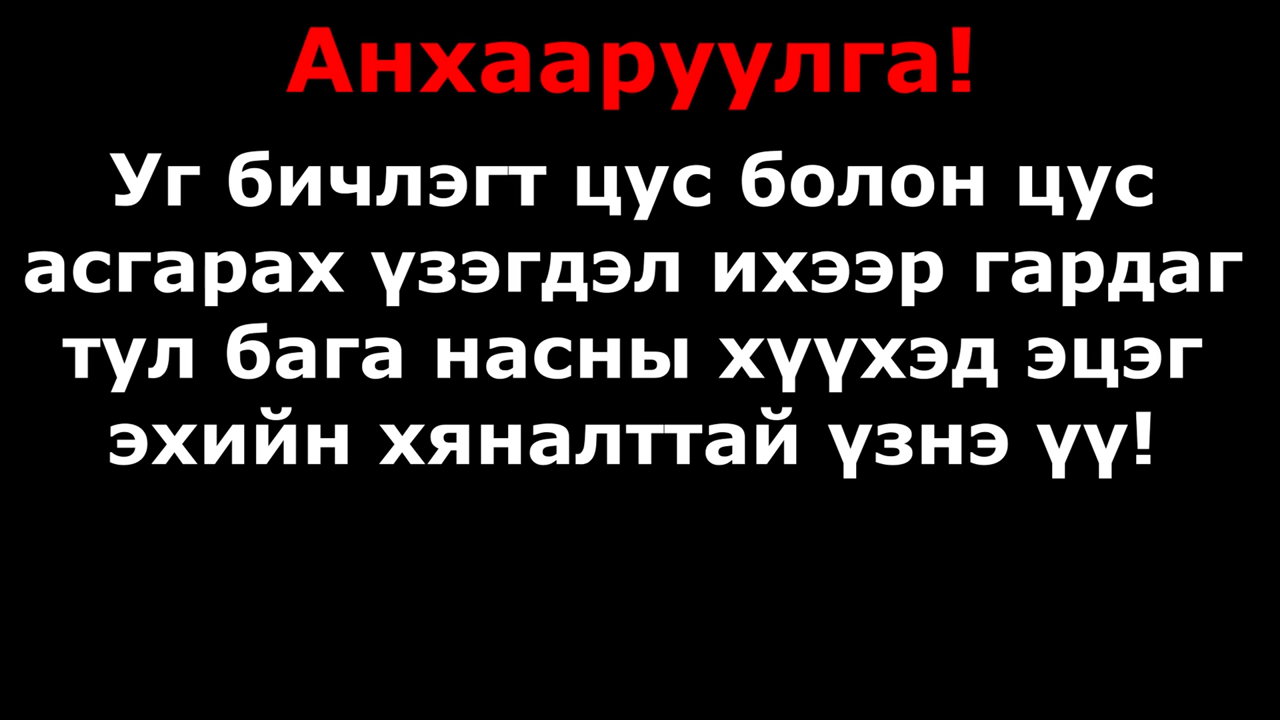 Анхааруулга!
Уг бичлэгт цус болон цус
асгарах үзэгдэл ихээр гардаг
тул бага насны хүүхэд эцэг
эхийн хяналттай үзнэ үү!